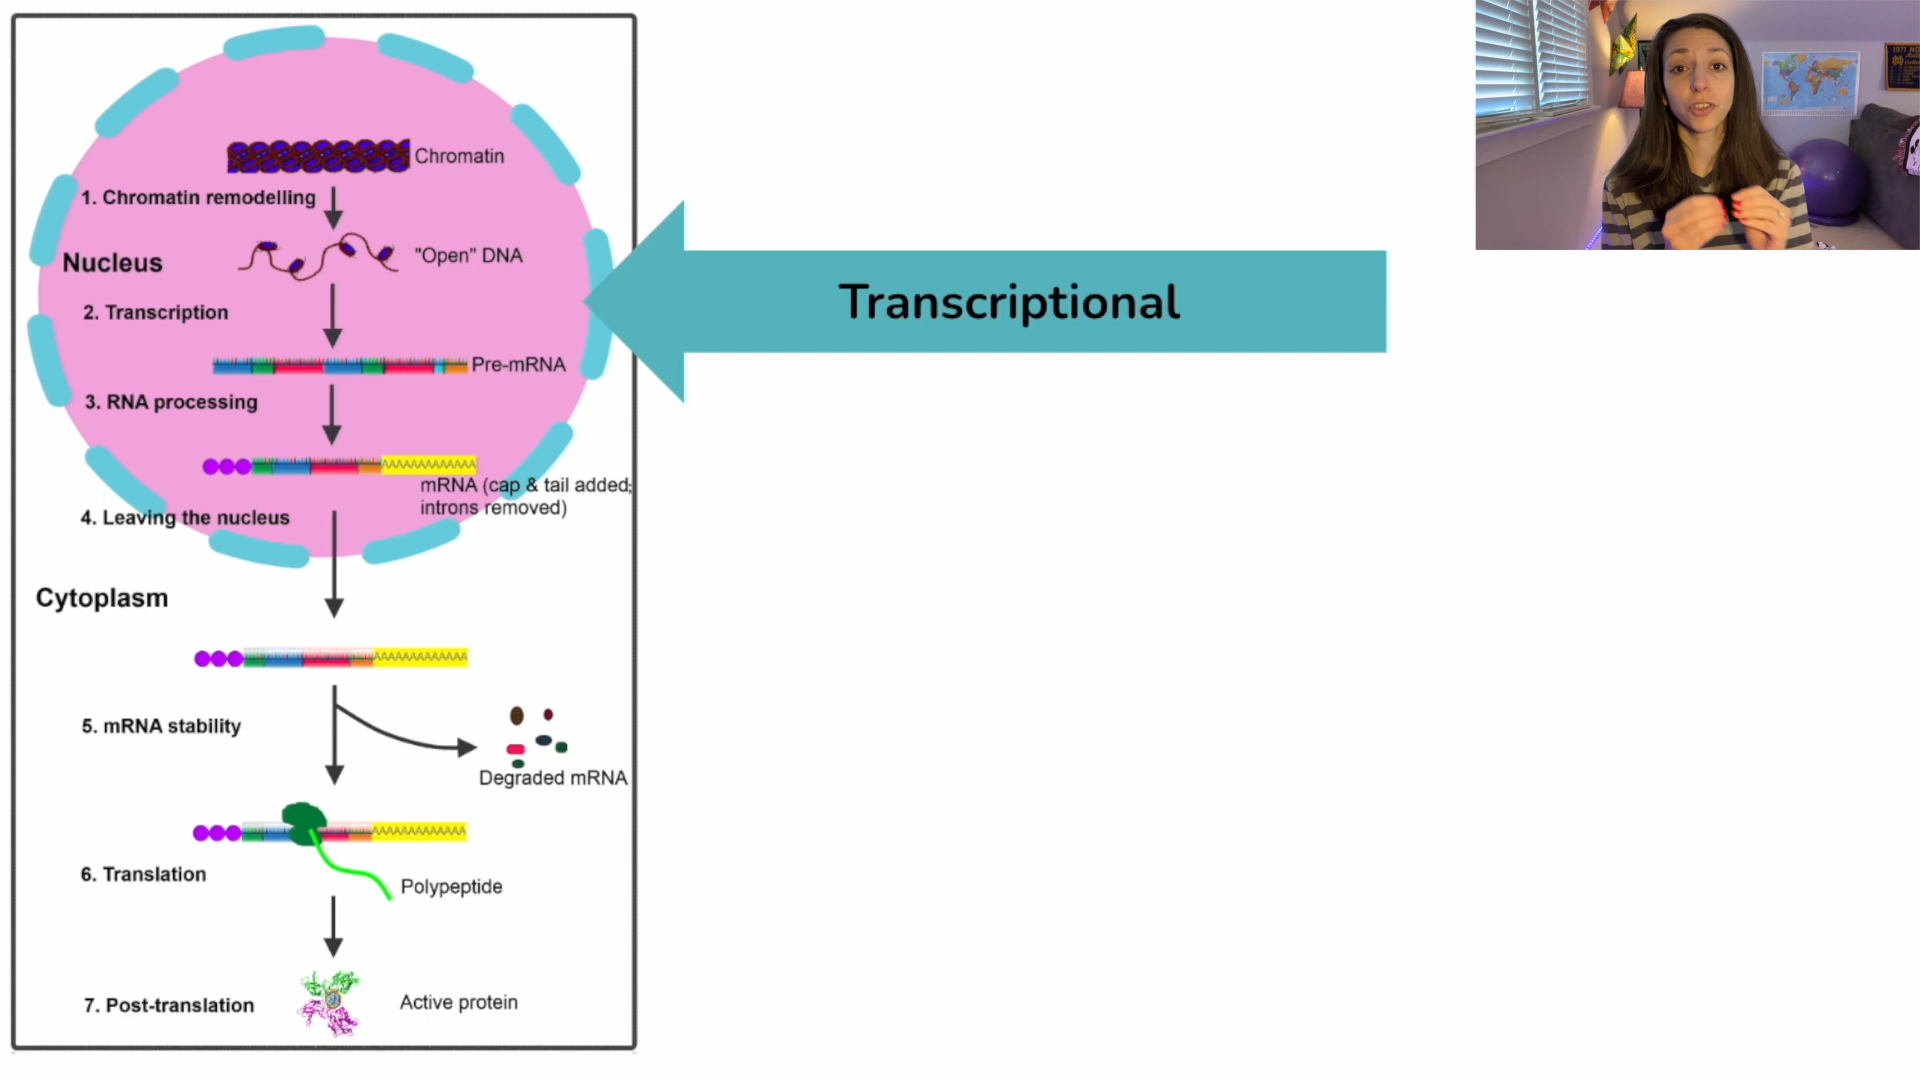 Chromatin
1. Chromatin remodelling
"Open" DNA
Nucleus
2. Transcription
Transcriptional
Pre-mRNA
3. RNA processing
AAAAAAAAAAAA
mRNA (cap & tail added;
introns removed)
4. Leaving the nucleus
Cytoplasm
AAAAAAAAAAAA
5. mRNA stability
Degraded mRNA
AAAAAAAAAAAA
6. Translation
Polypeptide
7. Post-translation
Active protein